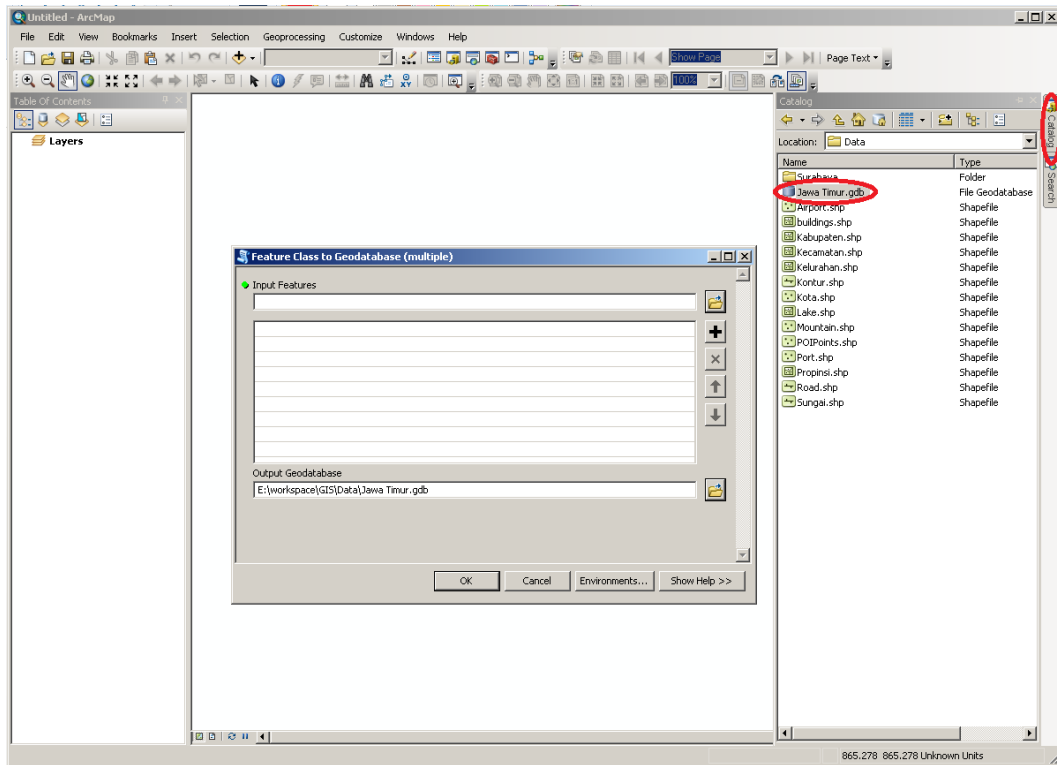 Untitled - ArcMap
File Edit View Bookmarks Insert Selection Geoprocessing Customize Windows Help
Show Page
Page Text
100%
Table Of Contents
Layers
Catalog
Location: Data
Name Type
Surabaya Folder
Jawa Timur.gdb File Geodatabase
Airport.shp Shapefile
buildings.shp Shapefile
Kabupaten.shp Shapefile
Kecamatan.shp Shapefile
Kelurahan.shp Shapefile
Kontur.shp Shapefile
Kota.shp Shapefile
Lake.shp Shapefile
Mountain.shp Shapefile
POIPoints.shp Shapefile
Port.shp Shapefile
Propinsi.shp Shapefile
Road.shp Shapefile
Sungai.shp Shapefile
Catalog
Search
Feature Class to Geodatabase (multiple)
Input Features
Output Geodatabase
E:\workspace\GIS\Data\Jawa Timur.gdb
OK Cancel Environments... Show Help >>
865.278 865.278 Unknown Units